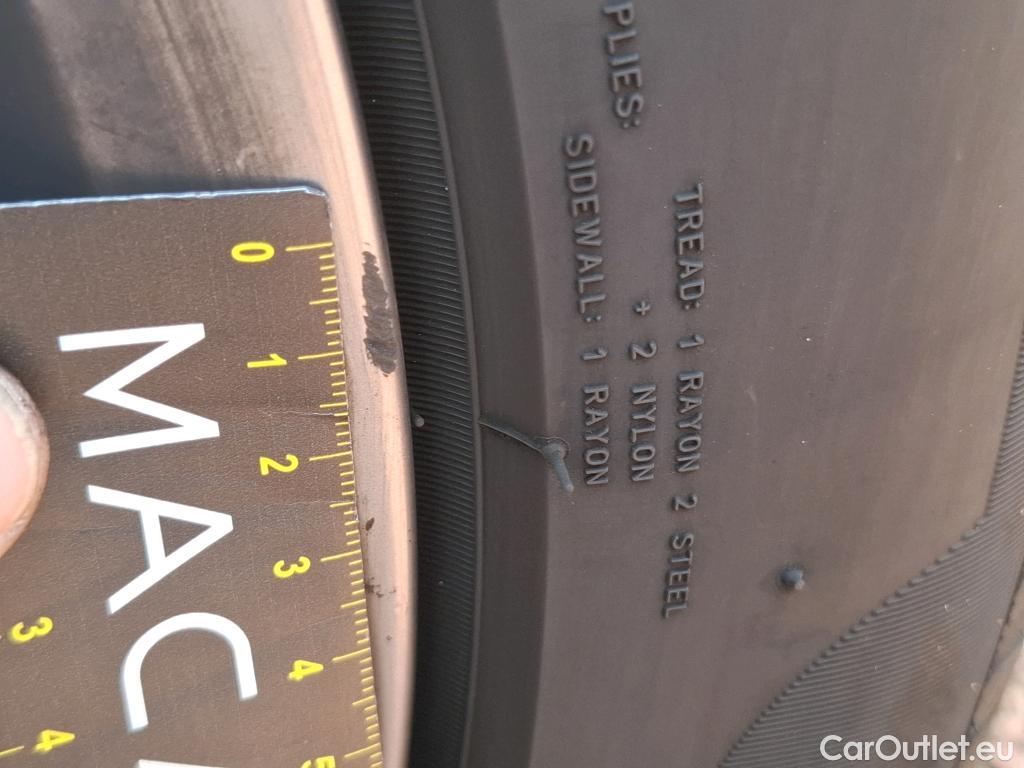 PLIES:
TREAD: 1 RAYON 2 STEEL
+ 2 NYLON
SIDEWALL: 1 RAYON
0
1
2
3
4
5
MAC
3
4
CarOutlet.eu